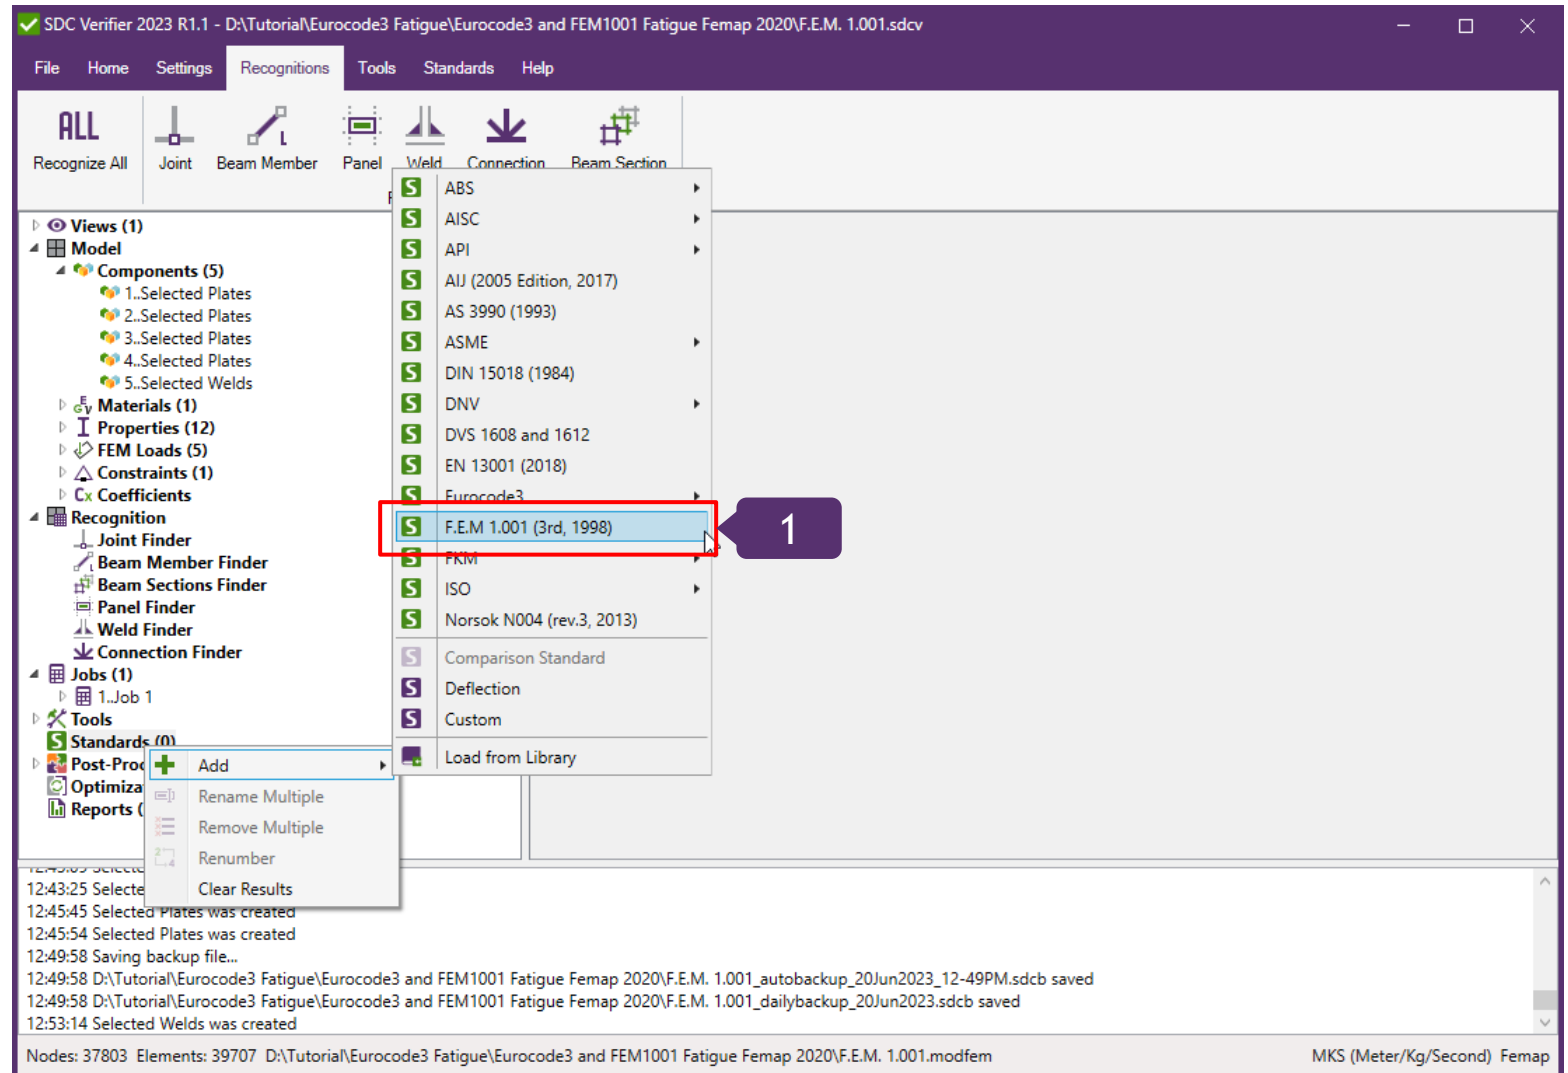 SDC Verifier 2023 R1.1 - D:\Tutorial\Eurocode3 Fatigue\Eurocode3 and FEM1001 Fatigue Femap 2020\F.E.M. 1.001.sdcv
File Home Settings Recognitions Tools Standards Help
ALL
Recognize All Joint Beam Member Panel Weld Connection Beam Section
Views (1)
Model
Components (5)
1..Selected Plates
2..Selected Plates
3..Selected Plates
4..Selected Plates
5..Selected Welds
Materials (1)
Properties (12)
FEM Loads (5)
Constraints (1)
Cx Coefficients
Recognition
Joint Finder
Beam Member Finder
Beam Sections Finder
Panel Finder
Weld Finder
Connection Finder
Jobs (1)
1..Job 1
Tools
Standards (0)
Post-Proc
Optimiza
Reports (
Add
Rename Multiple
Remove Multiple
Renumber
Clear Results
ABS
AISC
API
AIJ (2005 Edition, 2017)
AS 3990 (1993)
ASME
DIN 15018 (1984)
DNV
DVS 1608 and 1612
EN 13001 (2018)
Eurocode3
F.E.M 1.001 (3rd, 1998)
FKM
ISO
Norsok N004 (rev.3, 2013)
Comparison Standard
Deflection
Custom
Load from Library
1
12:43:25 Selecte
12:45:45 Selected Plates was created
12:45:54 Selected Plates was created
12:49:58 Saving backup file...
12:49:58 D:\Tutorial\Eurocode3 Fatigue\Eurocode3 and FEM1001 Fatigue Femap 2020\F.E.M. 1.001_autobackup_20Jun2023_12-49PM.sdcb saved
12:49:58 D:\Tutorial\Eurocode3 Fatigue\Eurocode3 and FEM1001 Fatigue Femap 2020\F.E.M. 1.001_dailybackup_20Jun2023.sdcb saved
12:53:14 Selected Welds was created
Nodes: 37803 Elements: 39707 D:\Tutorial\Eurocode3 Fatigue\Eurocode3 and FEM1001 Fatigue Femap 2020\F.E.M. 1.001.modfem MKS (Meter/Kg/Second) Femap